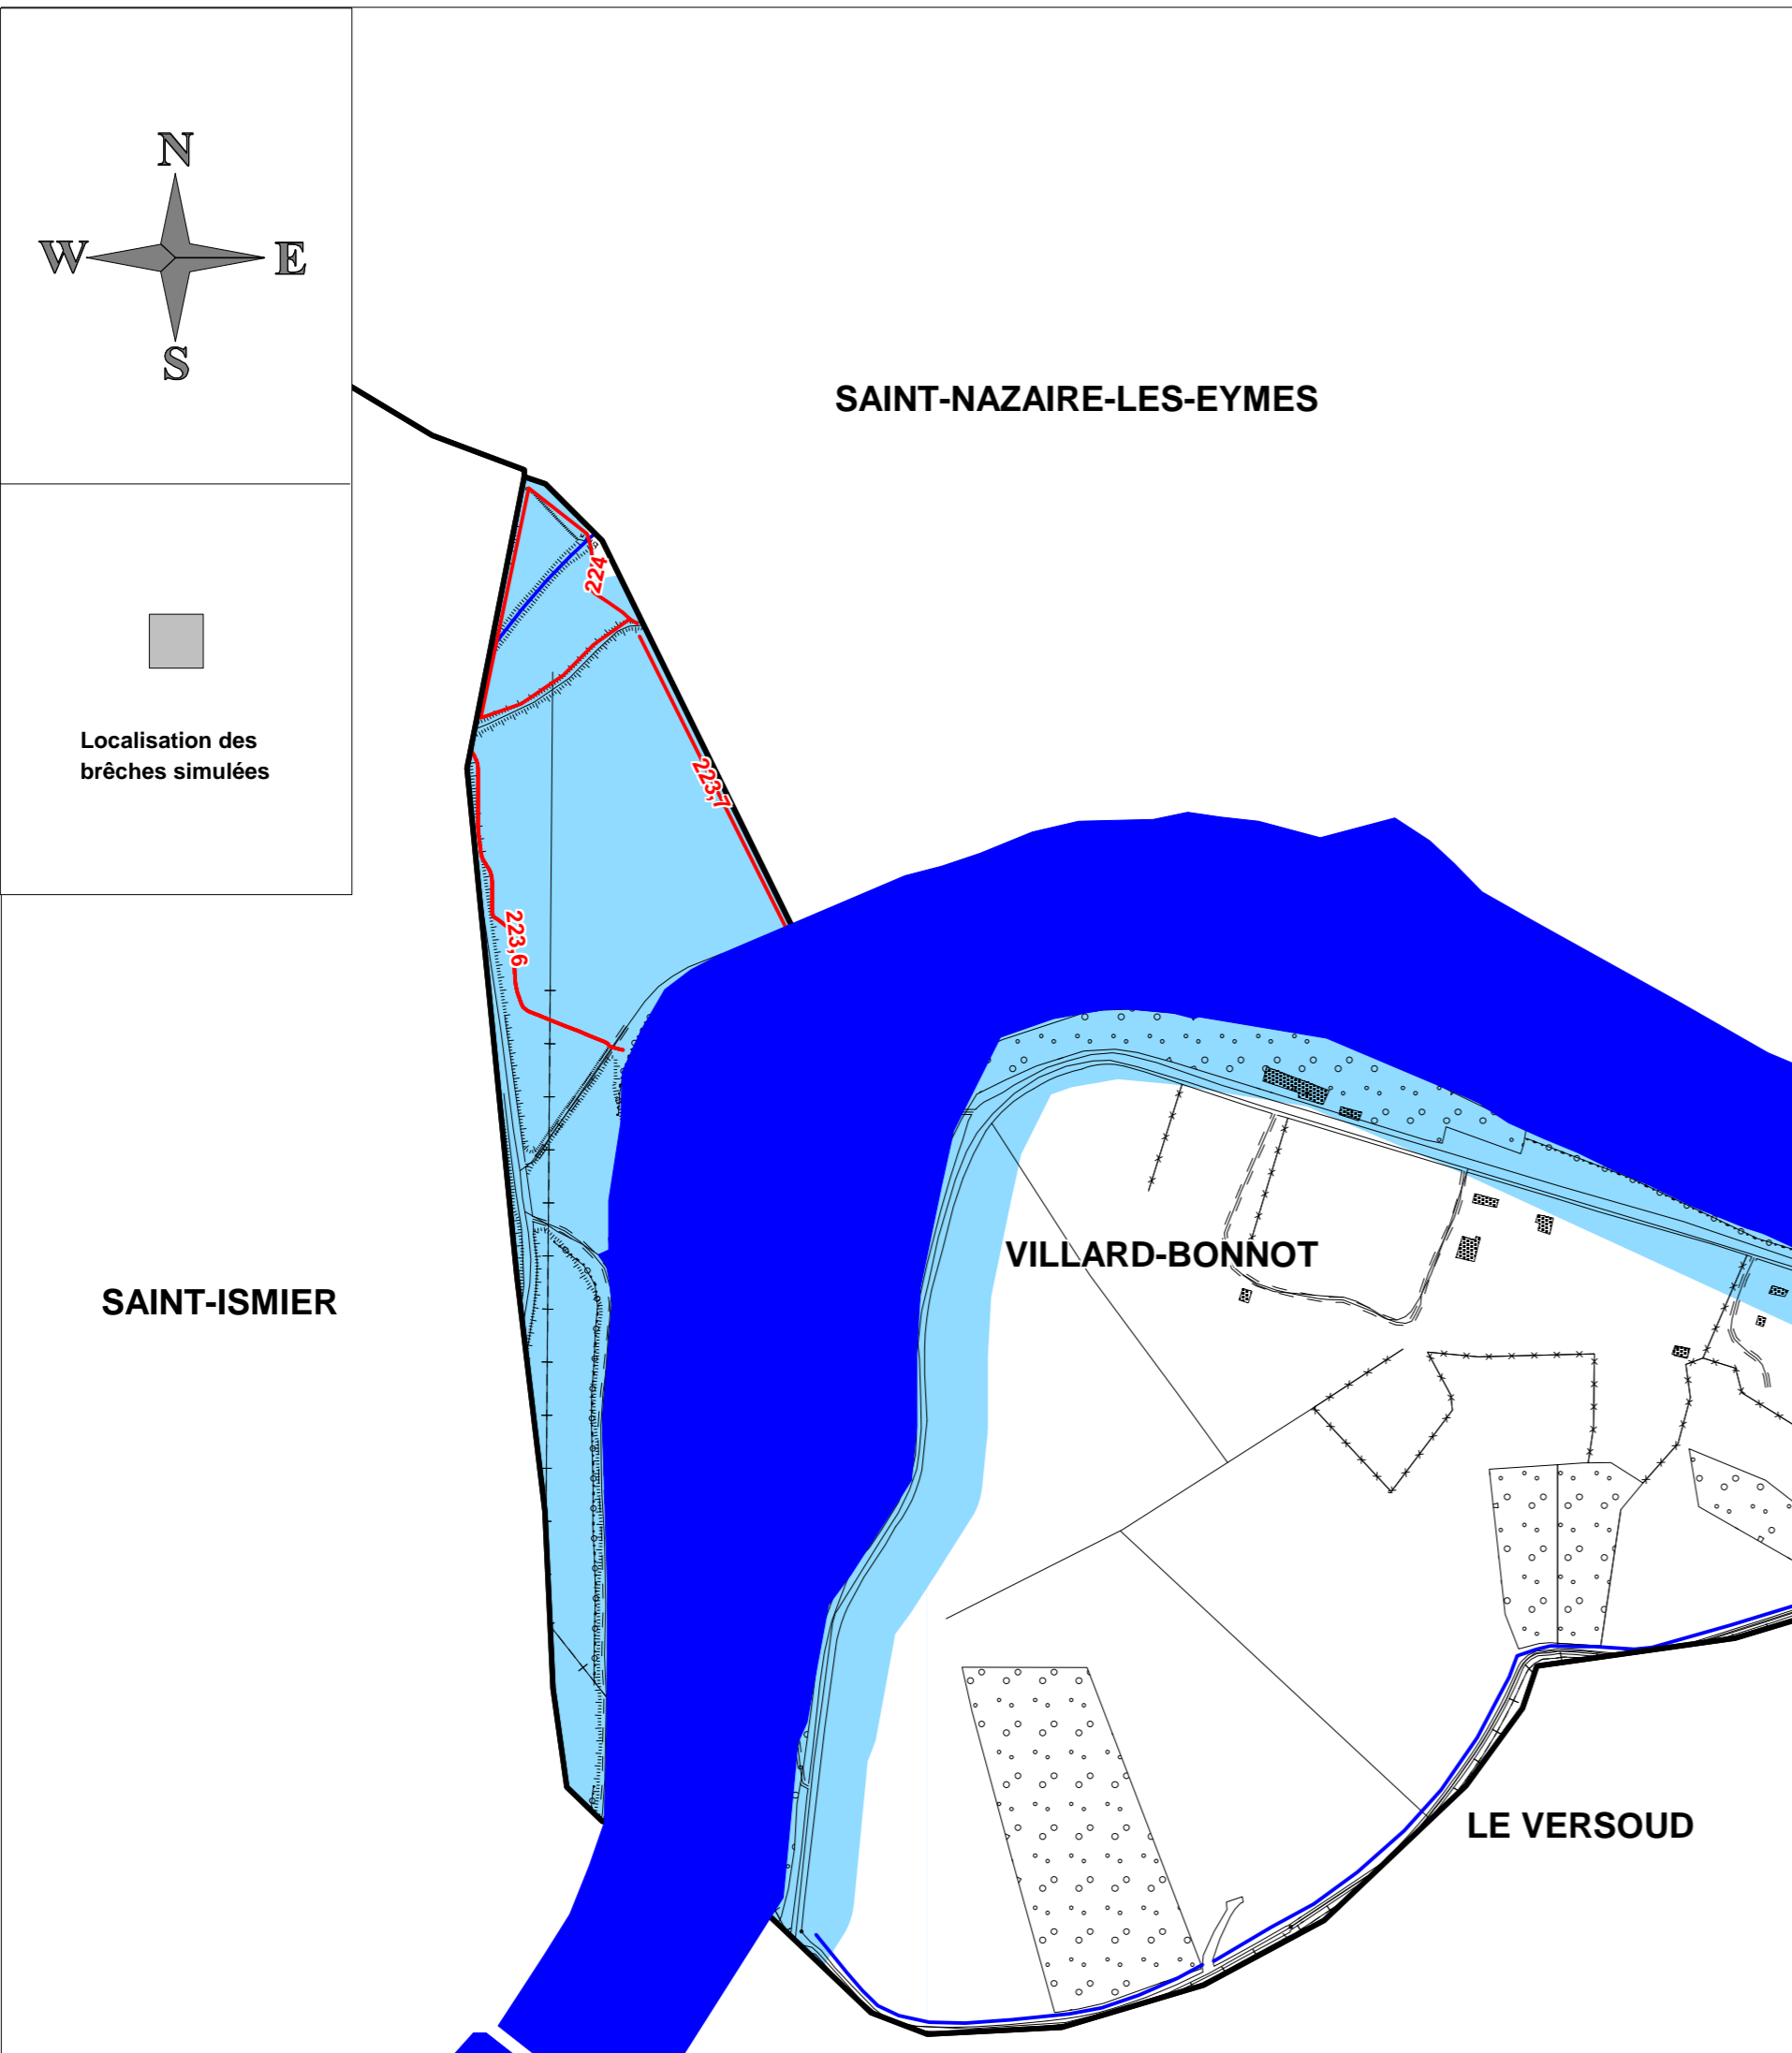 N
W E
S
SAINT-NAZAIRE-LES-EYMES
224
Localisation des
brêches simulées
223,7
223,6
VILLARD-BONNOT
SAINT-ISMIER
LE VERSOUD